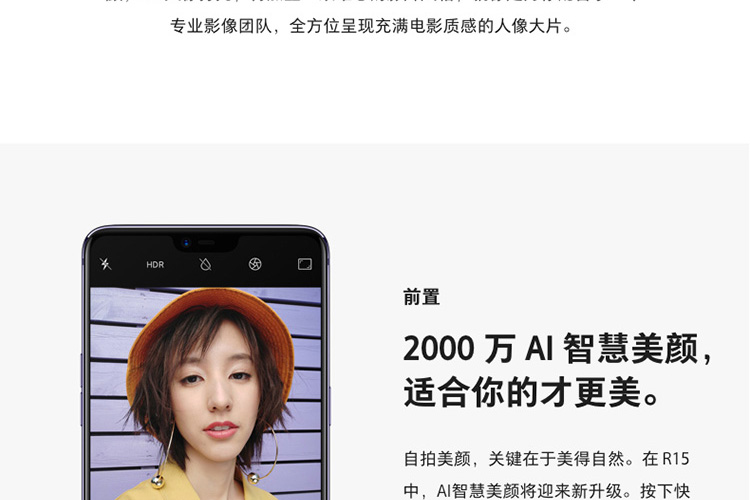 专业影像团队，全方位呈现充满电影质感的人像大片。
HDR
前置
2000 万 AI 智慧美颜，
适合你的才更美。
自拍美颜，关键在于美得自然。在 R15
中，AI智慧美颜将迎来新升级。按下快